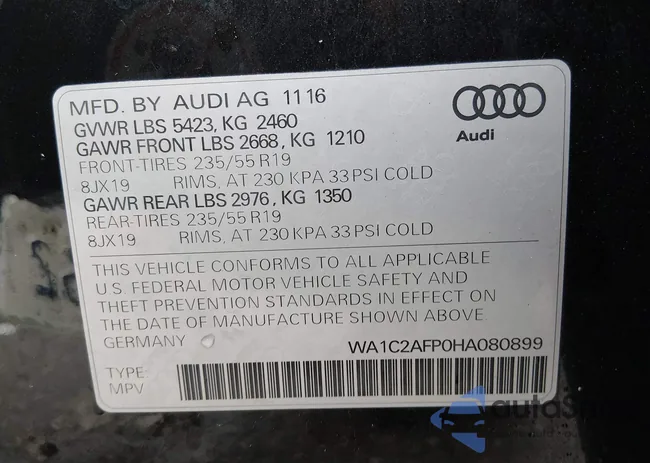 MFD. BY AUDI AG 1116
GVWR LBS 5423, KG 2460
GAWR FRONT LBS 2668, KG 1210
FRONT-TIRES 235/55 R19
8JX19 RIMS, AT 230 KPA 33 PSI COLD
GAWR REAR LBS 2976, KG 1350
REAR-TIRES 235/55 R19
8JX19 RIMS, AT 230 KPA 33 PSI COLD
Audi
THIS VEHICLE CONFORMS TO ALL APPLICABLE
U.S. FEDERAL MOTOR VEHICLE SAFETY AND
THEFT PREVENTION STANDARDS IN EFFECT ON
THE DATE OF MANUFACTURE SHOWN ABOVE
GERMANY WA1C2AFP0HA080899
TYPE:
MPV